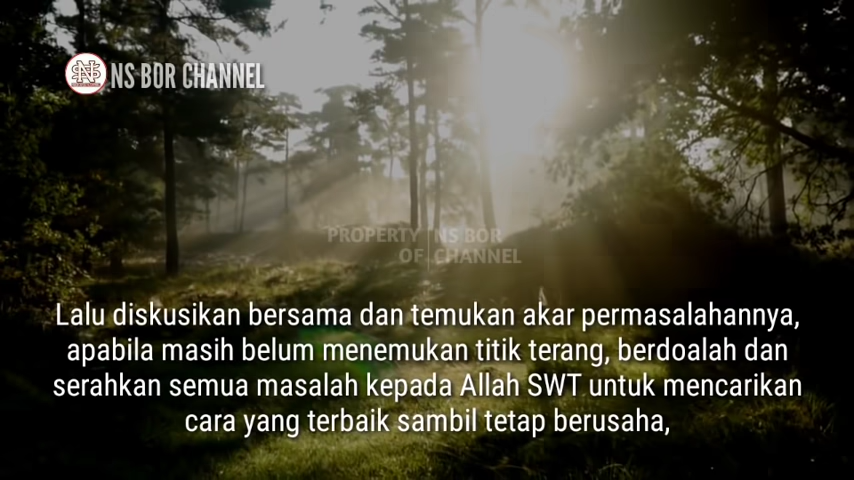 NS BOR CHANNEL
PROPERTY OF
NS BOR CHANNEL
Lalu diskusikan bersama dan temukan akar permasalahannya,
apabila masih belum menemukan titik terang, berdoalah dan
serahkan semua masalah kepada Allah SWT untuk mencarikan
cara yang terbaik sambil tetap berusaha,